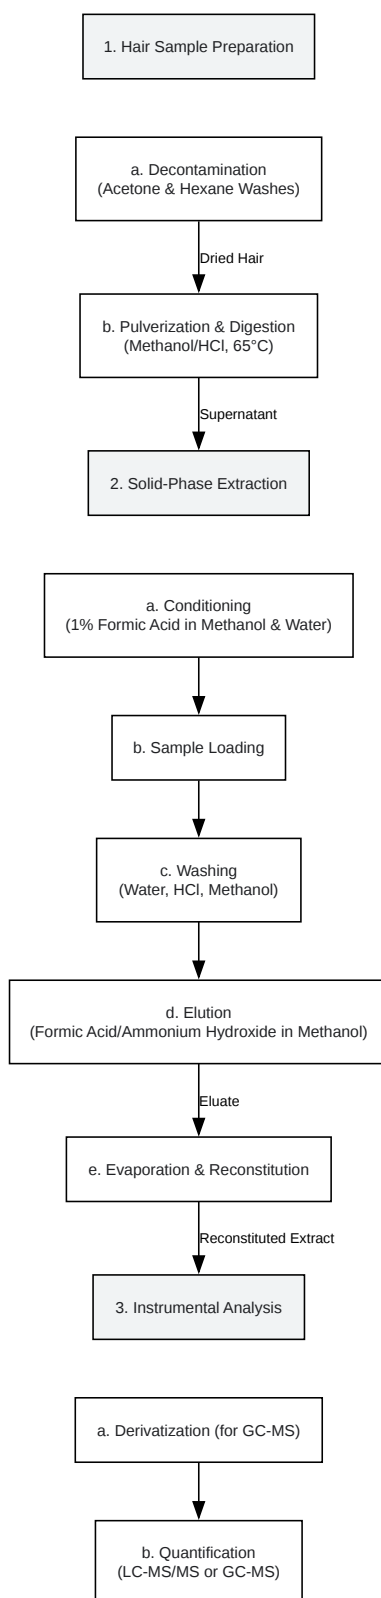 1. Hair Sample Preparation
a. Decontamination
(Acetone & Hexane Washes)
Dried Hair
b. Pulverization & Digestion
(Methanol/HCl, 65°C)
Supernatant
2. Solid-Phase Extraction
a. Conditioning
(1% Formic Acid in Methanol & Water)
b. Sample Loading
c. Washing
(Water, HCl, Methanol)
d. Elution
(Formic Acid/Ammonium Hydroxide in Methanol)
Eluate
e. Evaporation & Reconstitution
Reconstituted Extract
3. Instrumental Analysis
a. Derivatization (for GC-MS)
b. Quantification
(LC-MS/MS or GC-MS)